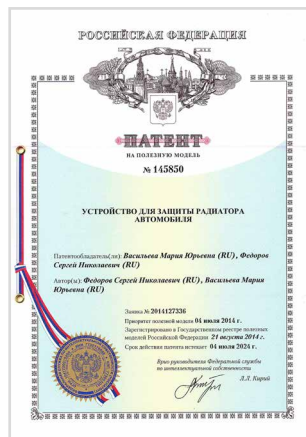 РОССИЙСКАЯ ФЕДЕРАЦИЯ
ПАТЕНТ
НА ПОЛЕЗНУЮ МОДЕЛЬ
№ 145850
УСТРОЙСТВО ДЛЯ ЗАЩИТЫ РАДИАТОРА
АВТОМОБИЛЯ
Патентообладатель(ли): Васильева Мария Юрьевна (RU), Федоров
Сергей Николаевич (RU)
Автор(ы): Федоров Сергей Николаевич (RU), Васильева Мария
Юрьевна (RU)
Заявка № 2014127336
Приоритет полезной модели 04 июля 2014 г.
Зарегистрировано в Государственном реестре полезных
моделей Российской Федерации 21 августа 2014 г.
Срок действия патента истекает 04 июля 2024 г.
Врио руководителя Федеральной службы
по интеллектуальной собственности
Л.Л. Кирий